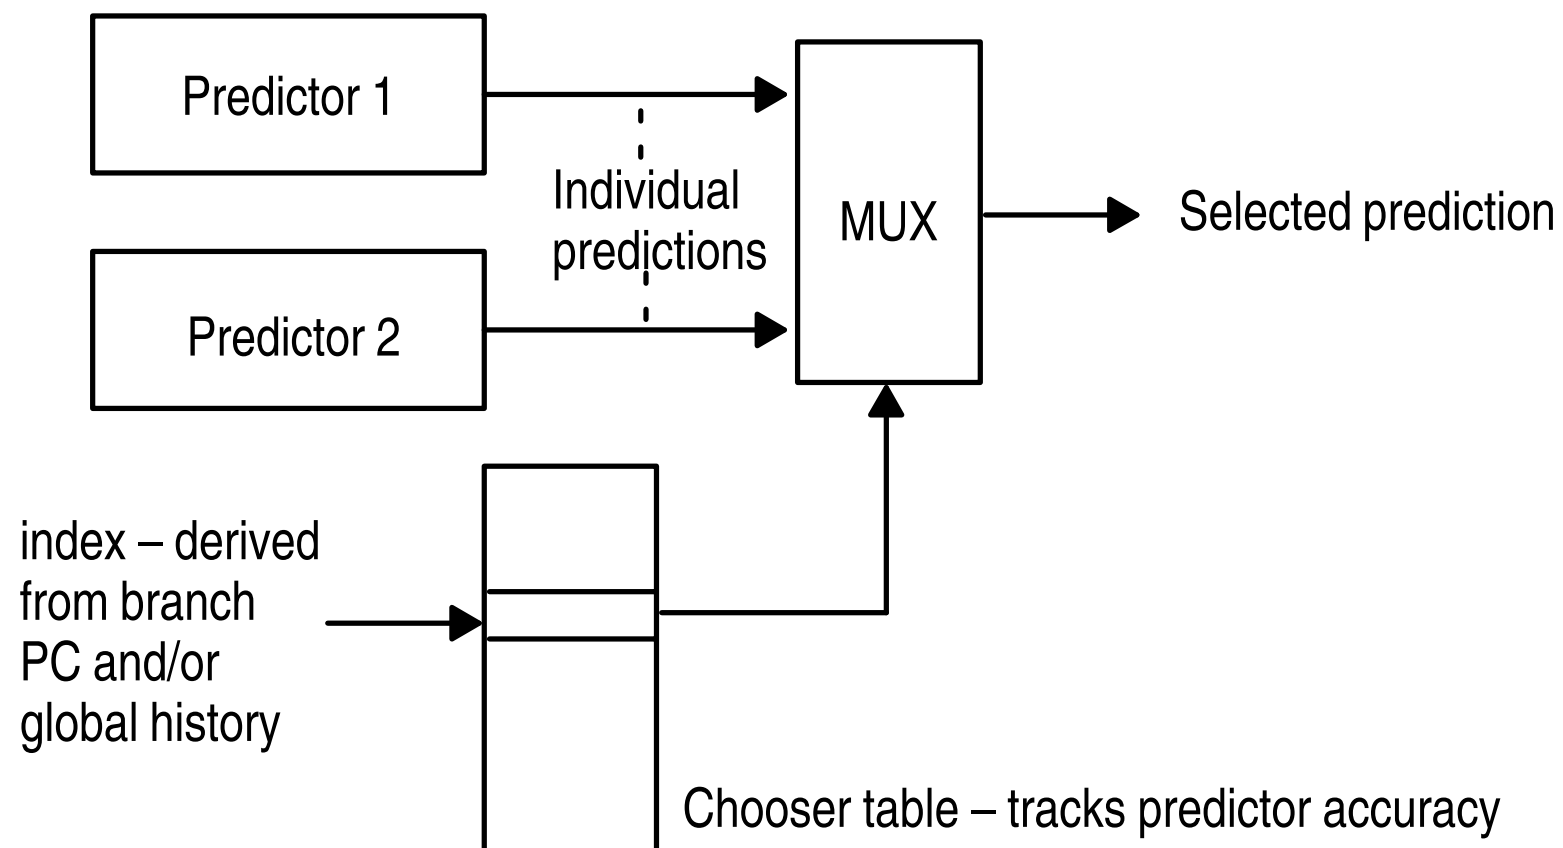 Predictor 1
Individual
predictions
Predictor 2
MUX
Selected prediction
index – derived
from branch
PC and/or
global history
Chooser table – tracks predictor accuracy